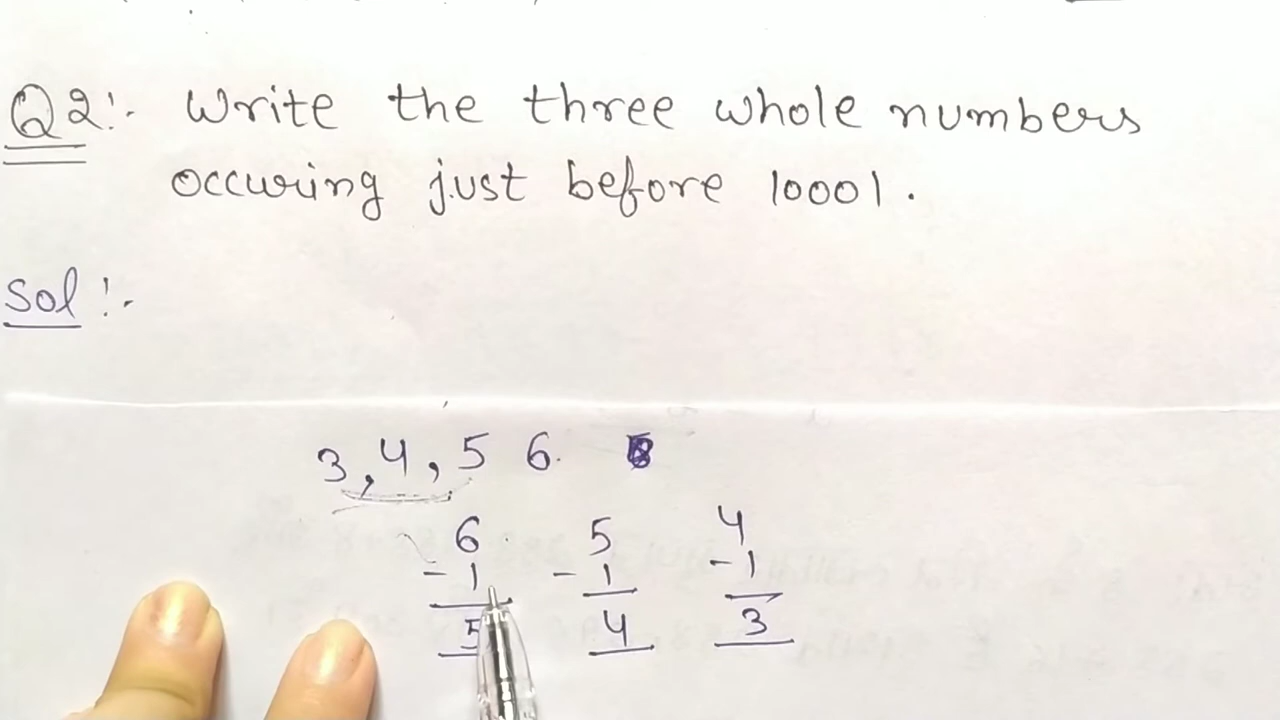 Q2:- Write the three whole numbers
occuring just before 10001.
Sol :-
3, 4, 5 6.
6 5 4
- 1 - 1 - 1
5 4 3